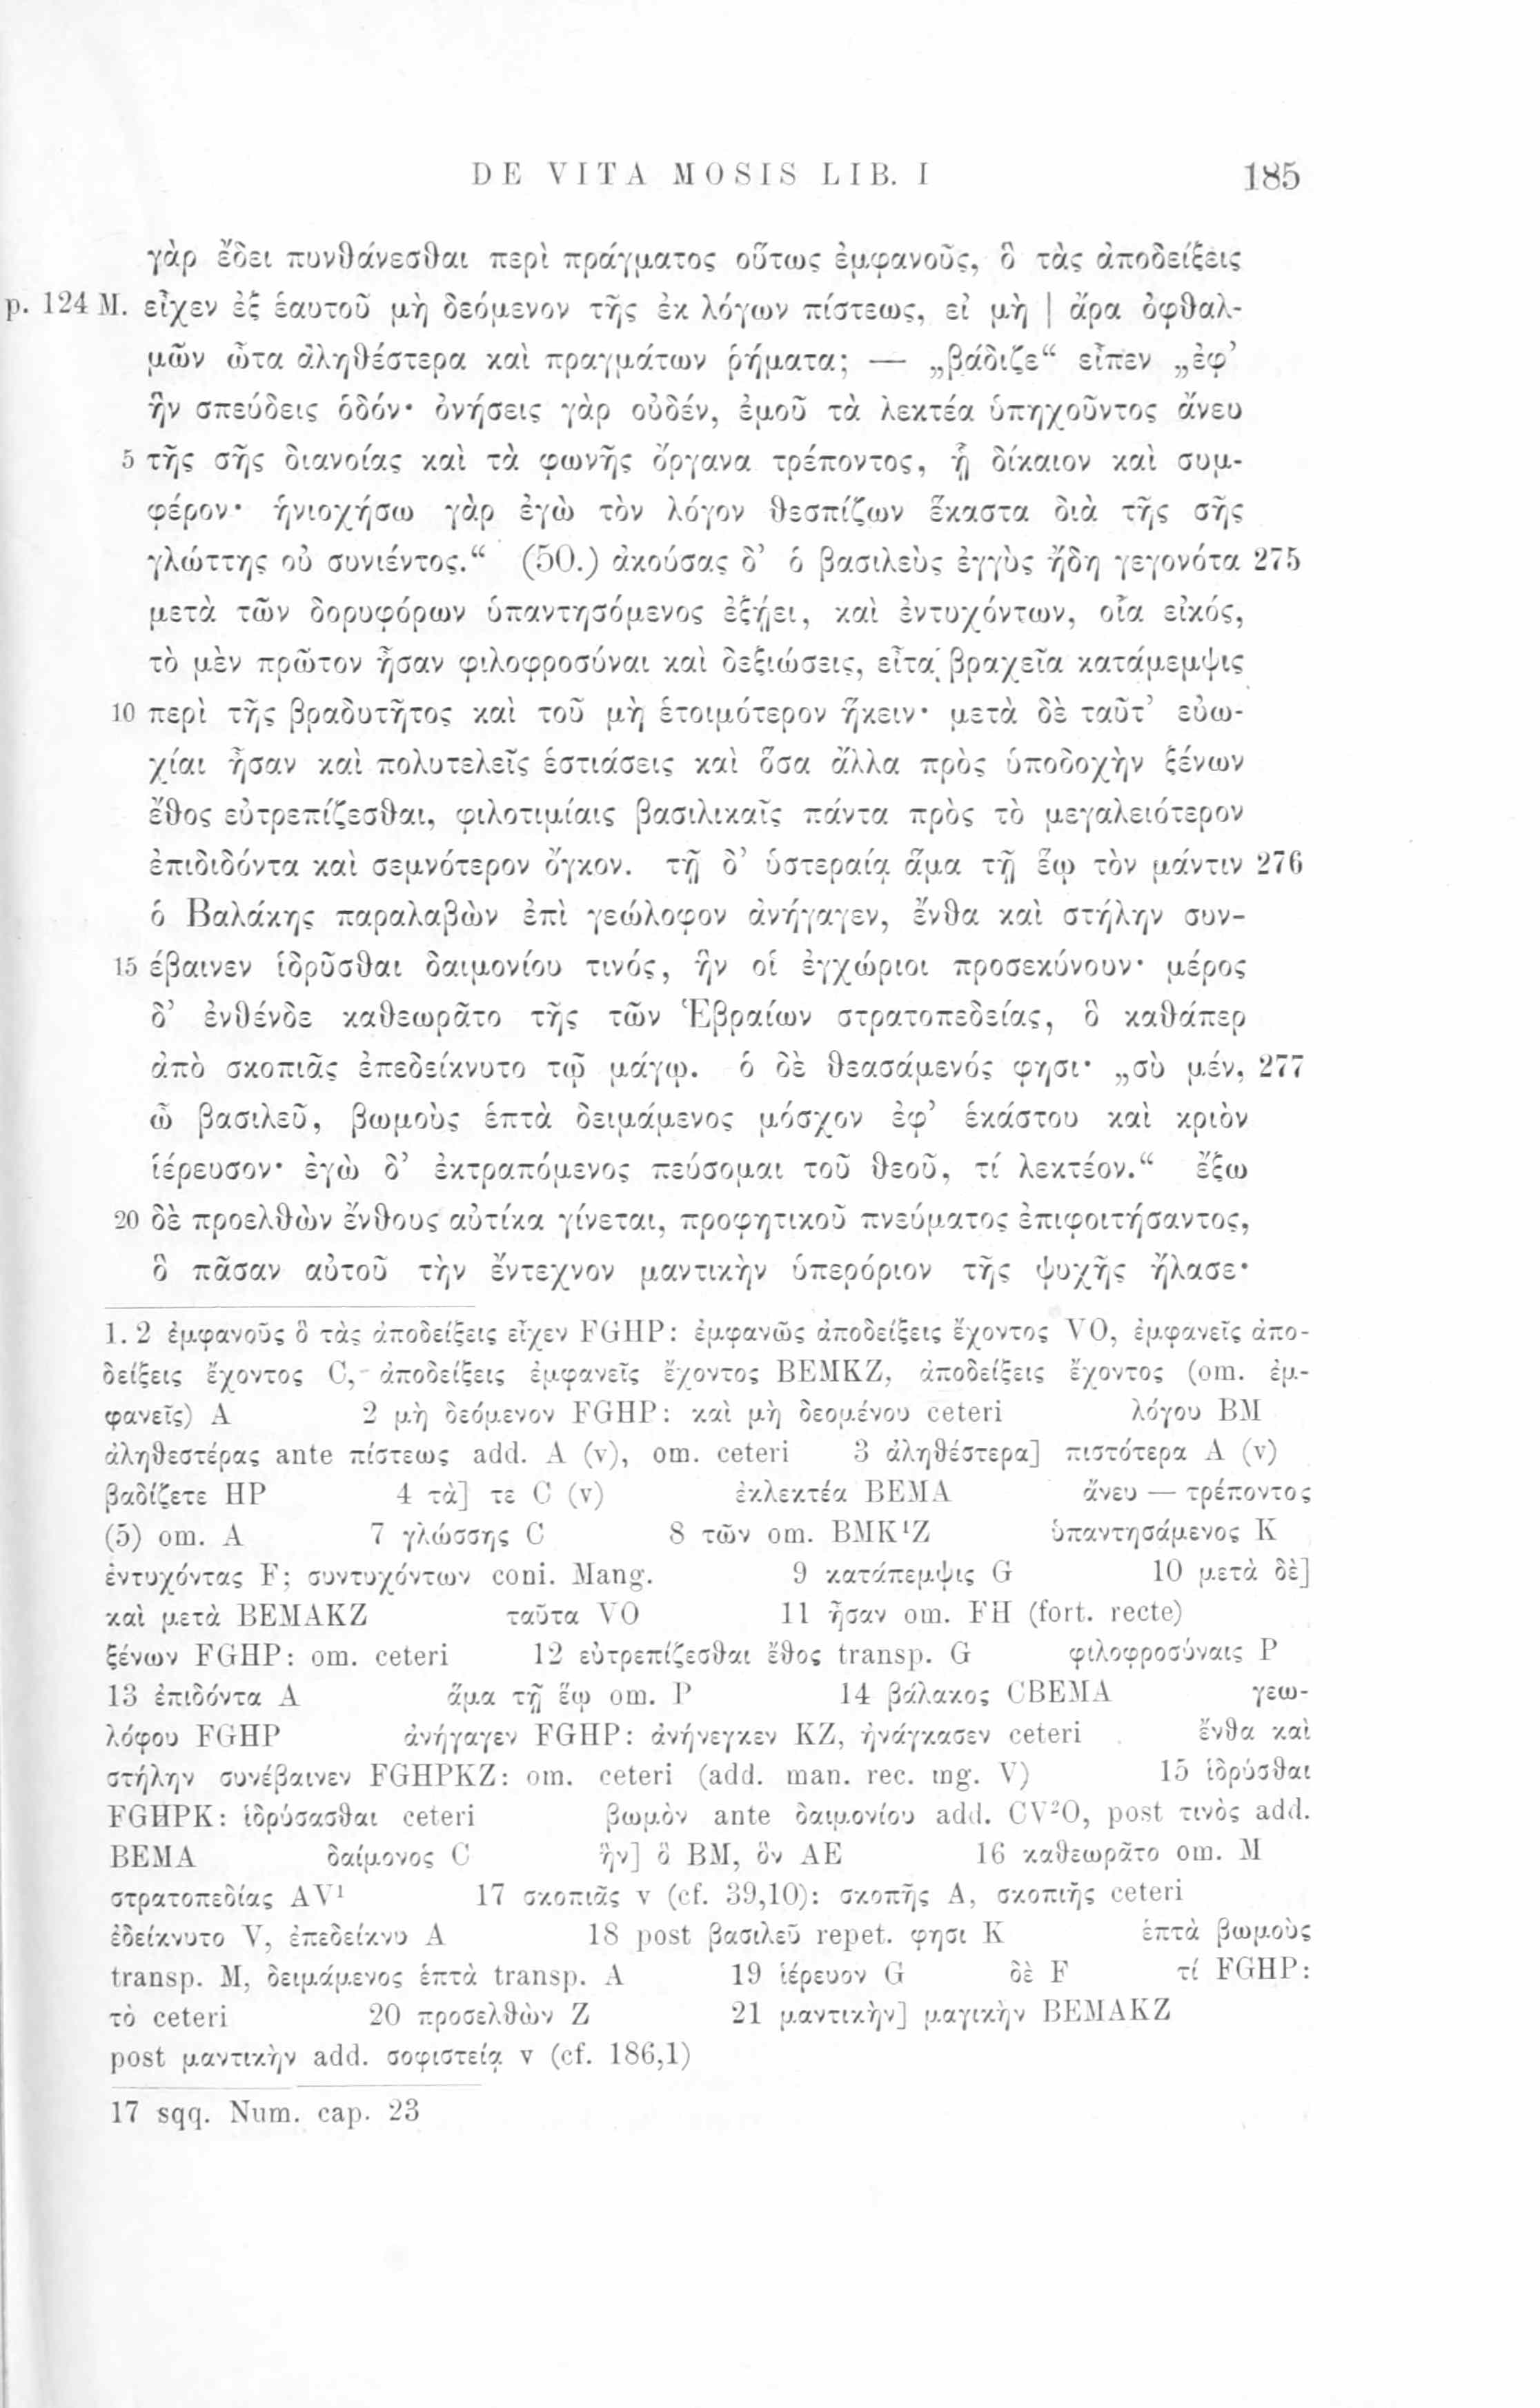 DE VITA MOSIS LIB. I 185
γὰρ ἔδει πυνθάνεσθαι περὶ πράγματος οὕτως ἐμφανοῦς, ὃ τὰς ἀποδείξεις
p. 124 M. εἶχεν ἐξ ἑαυτοῦ μὴ δεόμενον τῆς ἐκ λόγων πίστεως, εἰ μὴ | ἄρα ὀφθαλ-
μῶν ὦτα ἀληθέστερα καὶ πραγμάτων ῥήματα; — „βάδιζε“ εἶπεν „ἐφ’
ἣν σπεύδεις ὁδόν· ὀνήσεις γὰρ οὐδέν, ἐμοῦ τὰ λεκτέα ὑπηχοῦντος ἄνευ
5 τῆς σῆς διανοίας καὶ τὰ φωνῆς ὄργανα τρέποντος, ᾗ δίκαιον καὶ συμ-
φέρον· ἡνιοχήσω γὰρ ἐγὼ τὸν λόγον θεσπίζων ἕκαστα διὰ τῆς σῆς
γλώττης οὐ συνιέντος.“ (50.) ἀκούσας δ’ ὁ βασιλεὺς ἐγγὺς ἤδη γεγονότα 275
μετὰ τῶν δορυφόρων ὑπαντησόμενος ἐξῄει, καὶ ἐντυχόντων, οἷα εἰκός,
τὸ μὲν πρῶτον ἦσαν φιλοφροσύναι καὶ δεξιώσεις, εἶτα βραχεῖα κατάμεμψις
10 περὶ τῆς βραδυτῆτος καὶ τοῦ μὴ ἑτοιμότερον ἥκειν· μετὰ δὲ ταῦτ’ εὐω-
χίαι ἦσαν καὶ πολυτελεῖς ἑστιάσεις καὶ ὅσα ἄλλα πρὸς ὑποδοχὴν ξένων
ἔθος εὐτρεπίζεσθαι, φιλοτιμίαις βασιλικαῖς πάντα πρὸς τὸ μεγαλειότερον
ἐπιδιδόντα καὶ σεμνότερον ὄγκον. τῇ δ’ ὑστεραίᾳ ἅμα τῇ ἕῳ τὸν μάντιν 276
ὁ Βαλάκης παραλαβὼν ἐπὶ γεώλοφον ἀνήγαγεν, ἔνθα καὶ στήλην συν-
15 έβαινεν ἱδρῦσθαι δαιμονίου τινός, ἣν οἱ ἐγχώριοι προσεκύνουν· μέρος
δ’ ἐνθένδε καθεωρᾶτο τῆς τῶν Ἑβραίων στρατοπεδείας, ὃ καθάπερ
ἀπὸ σκοπιᾶς ἐπεδείκνυτο τῷ μάγῳ. ὁ δὲ θεασάμενός φησι· „σὺ μέν, 277
ὦ βασιλεῦ, βωμοὺς ἑπτὰ δειμάμενος μόσχον ἐφ’ ἑκάστου καὶ κριὸν
ἱέρευσον· ἐγὼ δ’ ἐκτραπόμενος πεύσομαι τοῦ θεοῦ, τί λεκτέον.“ ἔξω
20 δὲ προελθὼν ἔνθους αὐτίκα γίνεται, προφητικοῦ πνεύματος ἐπιφοιτήσαντος,
ὃ πᾶσαν αὐτοῦ τὴν ἔντεχνον μαντικὴν ὑπερόριον τῆς ψυχῆς ἤλασε·
1. 2 ἐμφανοῦς ὃ τὰς ἀποδείξεις εἶχεν FGHP: ἐμφανῶς ἀποδείξεις ἔχοντος VO, ἐμφανεῖς ἀπο-
δείξεις ἔχοντος C, ἀποδείξεις ἐμφανεῖς ἔχοντος BEMKZ, ἀποδείξεις ἔχοντος (om. ἐμ-
φανεῖς) A 2 μὴ δεόμενον FGHP: καὶ μὴ δεομένου ceteri λόγου BM
ἀληθεστέρας ante πίστεως add. A (v), om. ceteri 3 ἀληθέστερα] πιστότερα A (v)
βαδίζετε HP 4 τὰ] τε C (v) ἐκλεκτέα BEMA ἄνευ — τρέποντος
(5) om. A 7 γλώσσης C 8 τῶν om. BMK¹Z ὑπαντησάμενος K
ἐντυχόντας F; συντυχόντων coni. Mang. 9 κατάπεμψις G 10 μετὰ δὲ]
καὶ μετὰ BEMAKZ ταῦτα VO 11 ἦσαν om. FH (fort. recte)
ξένων FGHP: om. ceteri 12 εὐτρεπίζεσθαι ἔθος transp. G φιλοφροσύναις P
13 ἐπιδόντα A ἅμα τῇ ἕῳ om. P 14 βάλακος CBEMA γεω-
λόφου FGHP ἀνήγαγεν FGHP: ἀνήνεγκεν KZ, ἠνάγκασεν ceteri ἔνθα καὶ
στήλην συνέβαινεν FGHPKZ: om. ceteri (add. man. rec. mg. V) 15 ἱδρύσθαι
FGHPK: ἱδρύσασθαι ceteri βωμὸν ante δαιμονίου add. CV²O, post τινὸς add.
BEMA δαίμονος C ἣν] ὃ BM, ὃν AE 16 καθεωρᾶτο om. M
στρατοπεδίας AV¹ 17 σκοπιᾶς v (cf. 39,10): σκοπῆς A, σκοπιῆς ceteri
ἐδείκνυτο V, ἐπεδείκνυ A 18 post βασιλεῦ repet. φησι K ἑπτὰ βωμοὺς
transp. M, δειμάμενος ἑπτὰ transp. A 19 ἱέρευον G δὲ F τί FGHP:
τὸ ceteri 20 προσελθὼν Z 21 μαντικὴν] μαγικὴν BEMAKZ
post μαντικὴν add. σοφιστείᾳ v (cf. 186,1)
17 sqq. Num. cap. 23